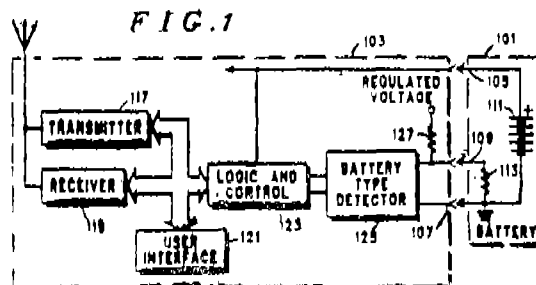 FIG.1
103
101
105
REGULATED
VOLTAGE
111
+
117
TRANSMITTER
127
109
113
RECEIVER
119
LOGIC AND
CONTROL
123
BATTERY
TYPE
DETECTOR
125
107
BATTERY
USER
INTERFACE
121